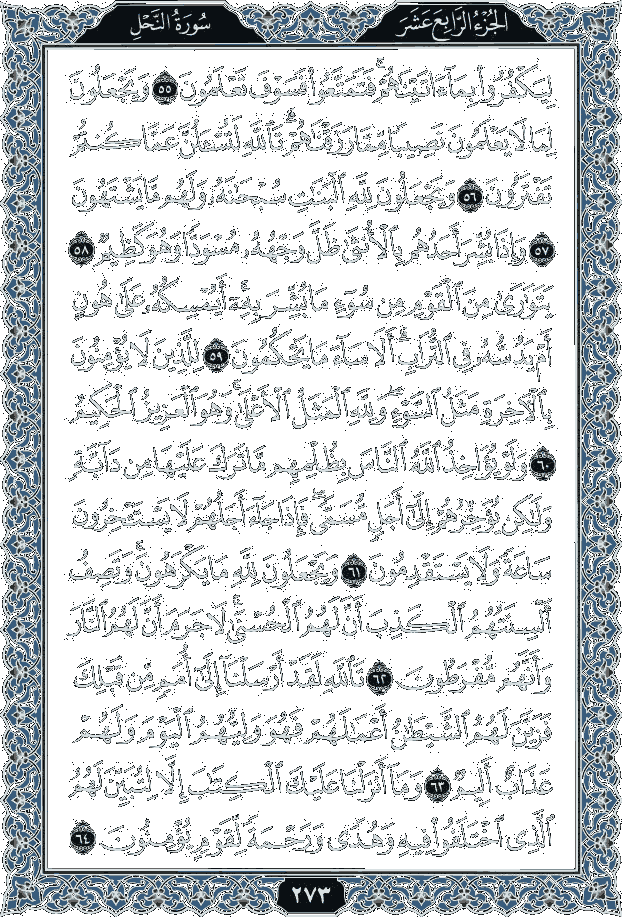 الجُزْءُ الرَّابِعَ عَشَرَ
سُورَةُ النَّحْلِ
لِيَكْفُرُوا۟ بِمَآ ءَاتَيْنَـٰهُمْ ۚ فَتَمَتَّعُوا۟ ۖ فَسَوْفَ تَعْلَمُونَ ٥٥ وَيَجْعَلُونَ
لِمَا لَا يَعْلَمُونَ نَصِيبًا مِّمَّا رَزَقْنَـٰهُمْ ۗ تَٱللَّهِ لَتُسْـَٔلُنَّ عَمَّا كُنتُمْ
تَفْتَرُونَ ٥٦ وَيَجْعَلُونَ لِلَّهِ ٱلْبَنَـٰتِ سُبْحَـٰنَهُۥ ۙ وَلَهُم مَّا يَشْتَهُونَ
٥٧ وَإِذَا بُشِّرَ أَحَدُهُم بِٱلْأُنثَىٰ ظَلَّ وَجْهُهُۥ مُسْوَدًّا وَهُوَ كَظِيمٌ ٥٨
يَتَوَٰرَىٰ مِنَ ٱلْقَوْمِ مِن سُوٓءِ مَا بُشِّرَ بِهِۦٓ ۚ أَيُمْسِكُهُۥ عَلَىٰ هُونٍ
أَمْ يَدُسُّهُۥ فِى ٱلتُّرَابِ ۗ أَلَا سَآءَ مَا يَحْكُمُونَ ٥٩ لِلَّذِينَ لَا يُؤْمِنُونَ
بِٱلْـَٔاخِرَةِ مَثَلُ ٱلسَّوْءِ ۖ وَلِلَّهِ ٱلْمَثَلُ ٱلْأَعْلَىٰ ۚ وَهُوَ ٱلْعَزِيزُ ٱلْحَكِيمُ
٦٠ وَلَوْ يُؤَاخِذُ ٱللَّهُ ٱلنَّاسَ بِظُلْمِهِم مَّا تَرَكَ عَلَيْهَا مِن دَآبَّةٍ
وَلَـٰكِن يُؤَخِّرُهُمْ إِلَىٰٓ أَجَلٍ مُّسَمًّى ۖ فَإِذَا جَآءَ أَجَلُهُمْ لَا يَسْتَـْٔخِرُونَ
سَاعَةً ۖ وَلَا يَسْتَقْدِمُونَ ٦١ وَيَجْعَلُونَ لِلَّهِ مَا يَكْرَهُونَ وَتَصِفُ
أَلْسِنَتُهُمُ ٱلْكَذِبَ أَنَّ لَهُمُ ٱلْحُسْنَىٰ ۖ لَا جَرَمَ أَنَّ لَهُمُ ٱلنَّارَ
وَأَنَّهُم مُّفْرَطُونَ ٦٢ تَٱللَّهِ لَقَدْ أَرْسَلْنَآ إِلَىٰٓ أُمَمٍ مِّن قَبْلِكَ
فَزَيَّنَ لَهُمُ ٱلشَّيْطَـٰنُ أَعْمَـٰلَهُمْ فَهُوَ وَلِيُّهُمُ ٱلْيَوْمَ وَلَهُمْ
عَذَابٌ أَلِيمٌ ٦٣ وَمَآ أَنزَلْنَا عَلَيْكَ ٱلْكِتَـٰبَ إِلَّا لِتُبَيِّنَ لَهُمُ
ٱلَّذِى ٱخْتَلَفُوا۟ فِيهِ ۙ وَهُدًى وَرَحْمَةً لِّقَوْمٍ يُؤْمِنُونَ ٦٤
٢٧٣